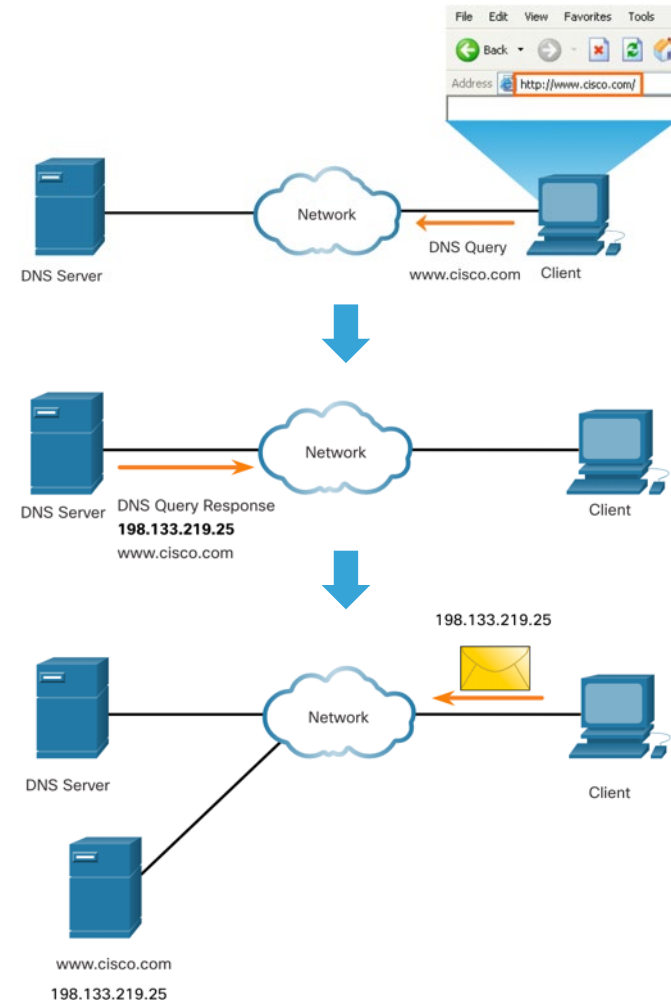 File Edit View Favorites Tools
Back
Address http://www.cisco.com/
Network
DNS Query
www.cisco.com
DNS Server
Client
Network
DNS Server
DNS Query Response
198.133.219.25
www.cisco.com
Client
198.133.219.25
Network
DNS Server
Client
www.cisco.com
198.133.219.25